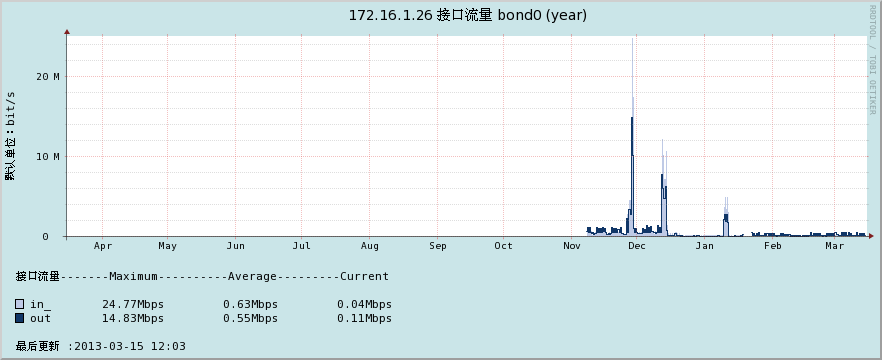 172.16.1.26 接口流量 bond0 (year)
RRDTOOL / TOBI OETIKER
默认单位：bit/s
20 M
10 M
0
Apr May Jun Jul Aug Sep Oct Nov Dec Jan Feb Mar
接口流量-------Maximum----------Average---------Current
in_ 24.77Mbps 0.63Mbps 0.04Mbps
out 14.83Mbps 0.55Mbps 0.11Mbps
最后更新 :2013-03-15 12:03